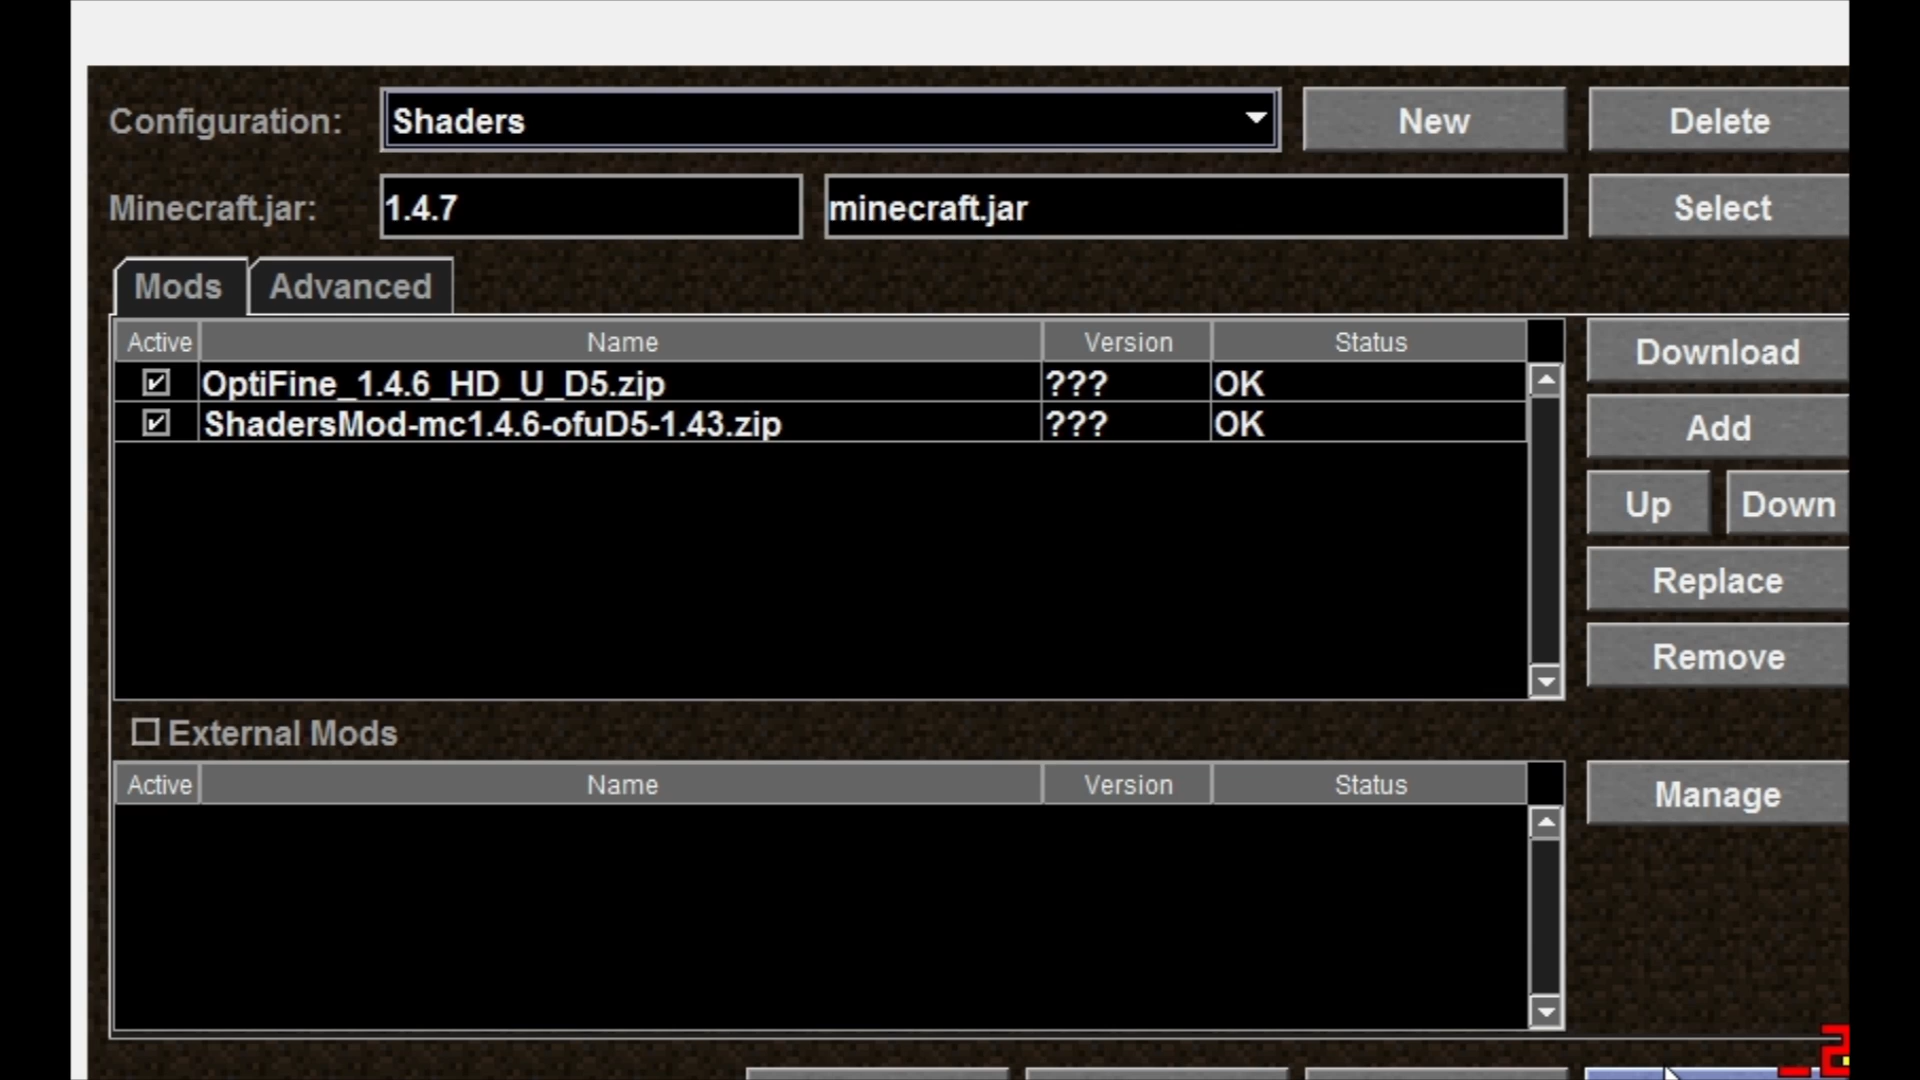 Configuration: Shaders New Delete
Minecraft.jar: 1.4.7 minecraft.jar Select
Mods Advanced
Active Name Version Status Download
OptiFine_1.4.6_HD_U_D5.zip ??? OK
ShadersMod-mc1.4.6-ofuD5-1.43.zip ??? OK
Add
Up Down
Replace
Remove
External Mods
Active Name Version Status Manage